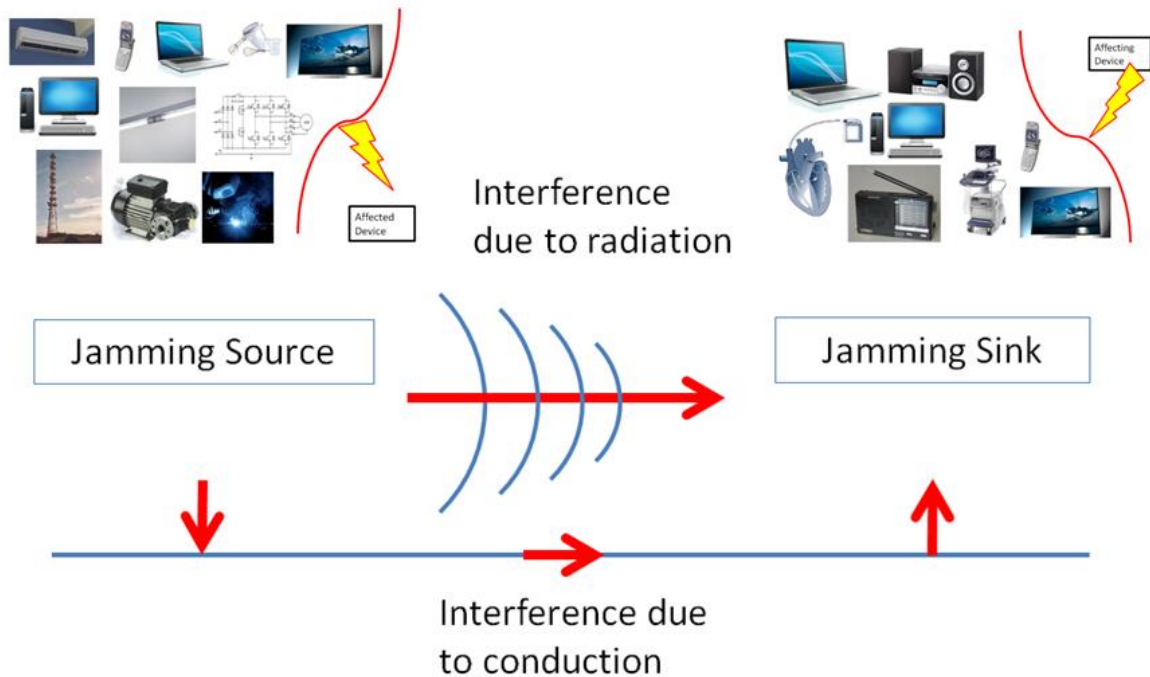 Affecting
Device
Affected
Device
Interference
due to radiation
Jamming Source
Jamming Sink
Interference due
to conduction